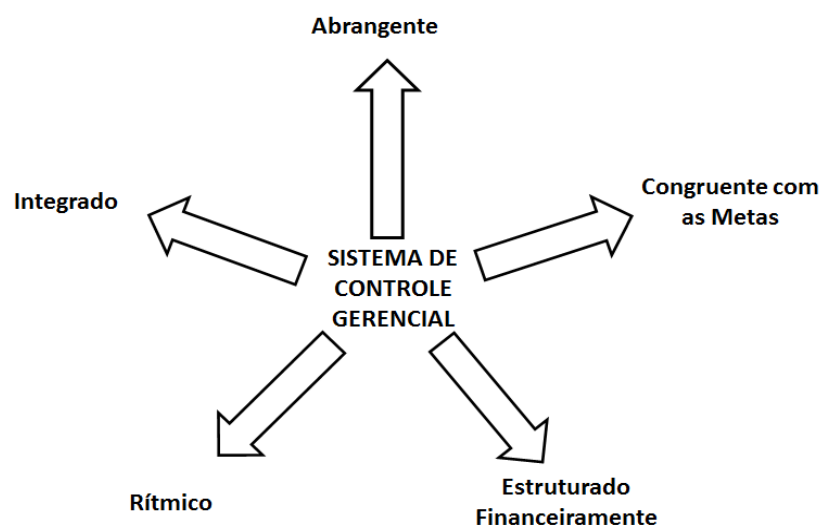 Abrangente
Integrado
Congruente com
as Metas
SISTEMA DE
CONTROLE
GERENCIAL
Rítmico
Estruturado
Financeiramente